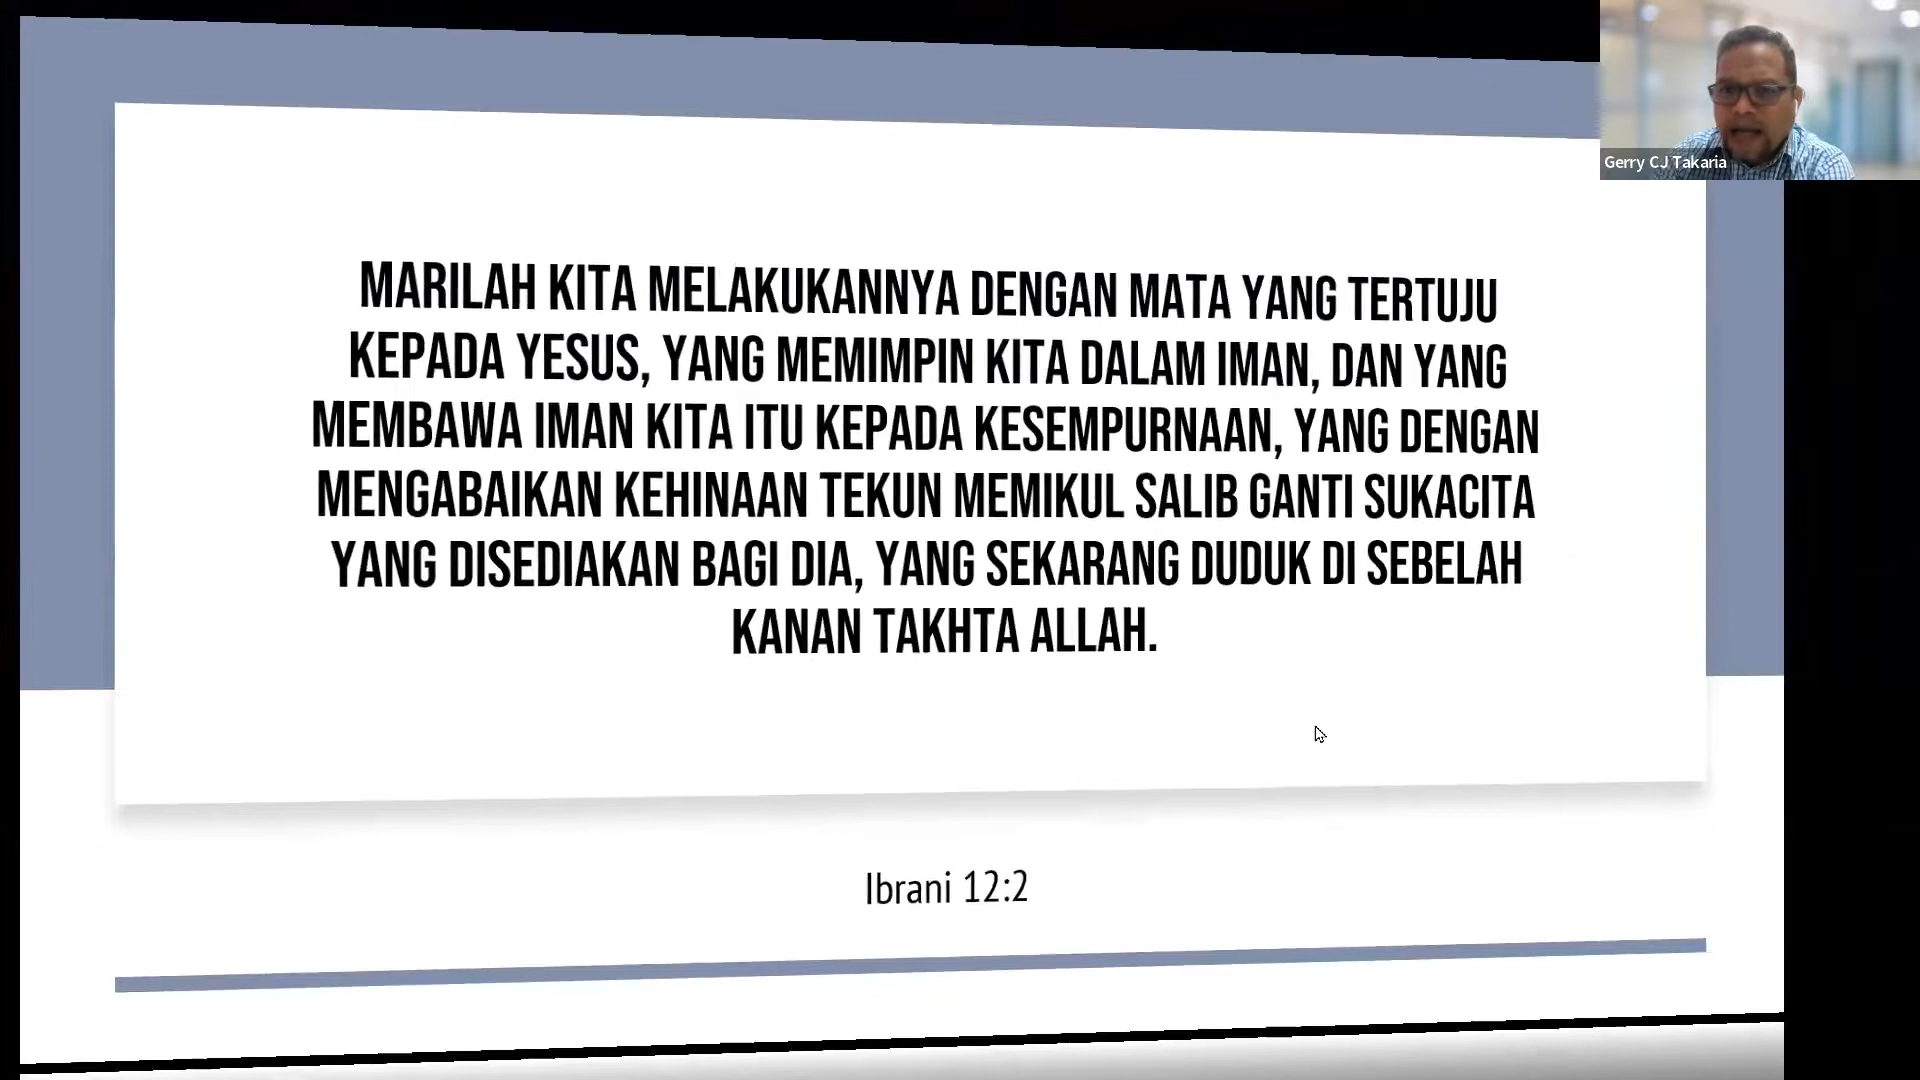 Gerry CJ Takaria
MARILAH KITA MELAKUKANNYA DENGAN MATA YANG TERTUJU
KEPADA YESUS, YANG MEMIMPIN KITA DALAM IMAN, DAN YANG
MEMBAWA IMAN KITA ITU KEPADA KESEMPURNAAN, YANG DENGAN
MENGABAIKAN KEHINAAN TEKUN MEMIKUL SALIB GANTI SUKACITA
YANG DISEDIAKAN BAGI DIA, YANG SEKARANG DUDUK DI SEBELAH
KANAN TAKHTA ALLAH.
Ibrani 12:2